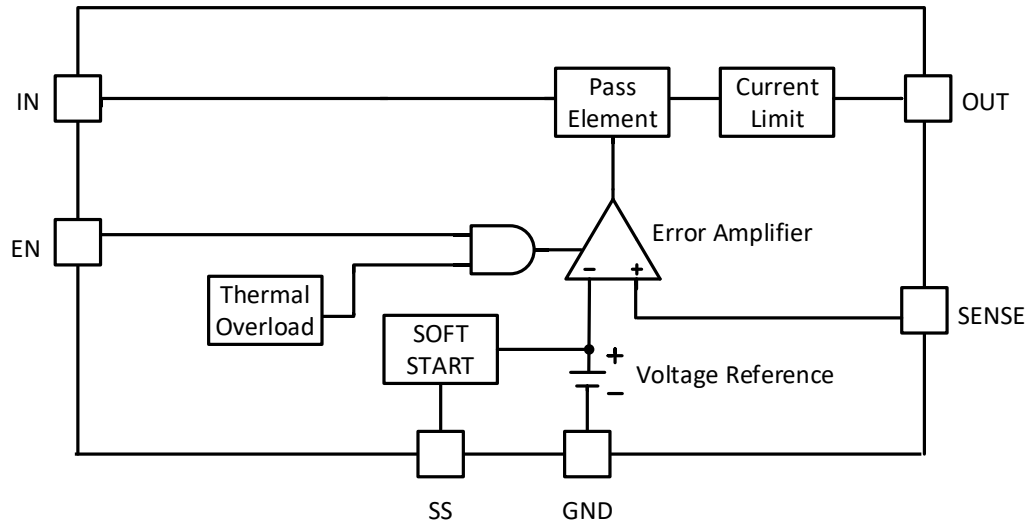 IN
Pass
Element
Current
Limit
OUT
EN
Error Amplifier
− +
Thermal
Overload
SENSE
SOFT
START
+
Voltage Reference
−
SS
GND